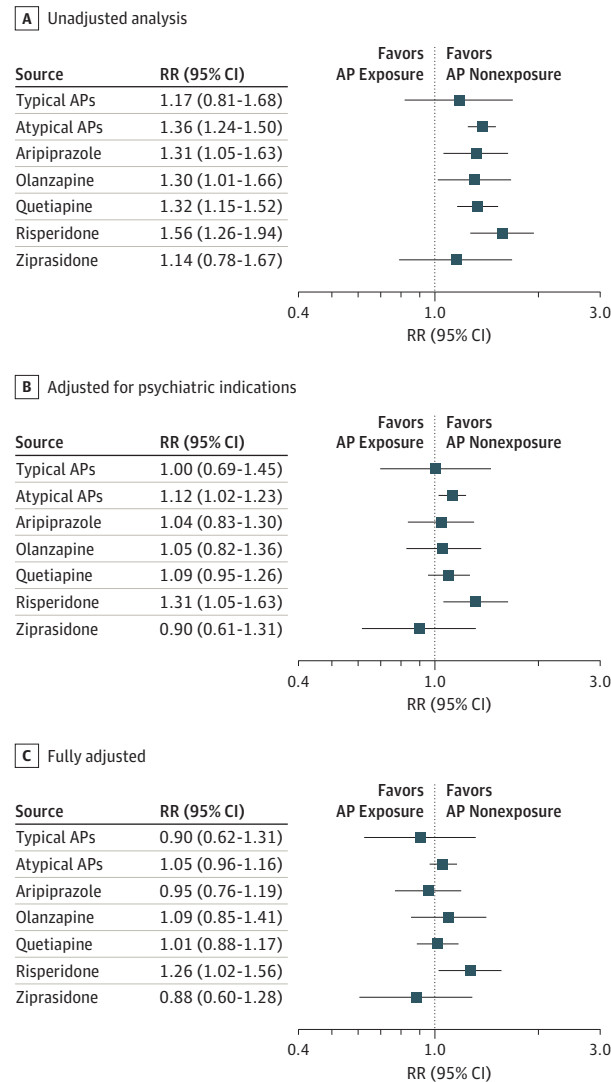 A Unadjusted analysis
Favors AP Exposure Favors AP Nonexposure
Source RR (95% CI)
Typical APs 1.17 (0.81-1.68)
Atypical APs 1.36 (1.24-1.50)
Aripiprazole 1.31 (1.05-1.63)
Olanzapine 1.30 (1.01-1.66)
Quetiapine 1.32 (1.15-1.52)
Risperidone 1.56 (1.26-1.94)
Ziprasidone 1.14 (0.78-1.67)
0.4 1.0 3.0
RR (95% CI)
B Adjusted for psychiatric indications
Favors AP Exposure Favors AP Nonexposure
Source RR (95% CI)
Typical APs 1.00 (0.69-1.45)
Atypical APs 1.12 (1.02-1.23)
Aripiprazole 1.04 (0.83-1.30)
Olanzapine 1.05 (0.82-1.36)
Quetiapine 1.09 (0.95-1.26)
Risperidone 1.31 (1.05-1.63)
Ziprasidone 0.90 (0.61-1.31)
0.4 1.0 3.0
RR (95% CI)
C Fully adjusted
Favors AP Exposure Favors AP Nonexposure
Source RR (95% CI)
Typical APs 0.90 (0.62-1.31)
Atypical APs 1.05 (0.96-1.16)
Aripiprazole 0.95 (0.76-1.19)
Olanzapine 1.09 (0.85-1.41)
Quetiapine 1.01 (0.88-1.17)
Risperidone 1.26 (1.02-1.56)
Ziprasidone 0.88 (0.60-1.28)
0.4 1.0 3.0
RR (95% CI)